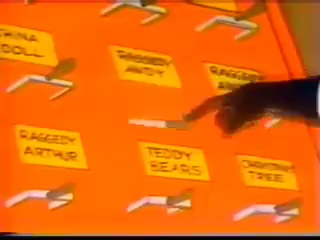 CHINA
DOLL
RAGGEDY
ANDY
RAGGEDY
RAGGEDY
ARTHUR
TEDDY
BEARS
CHRISTMAS
TREE